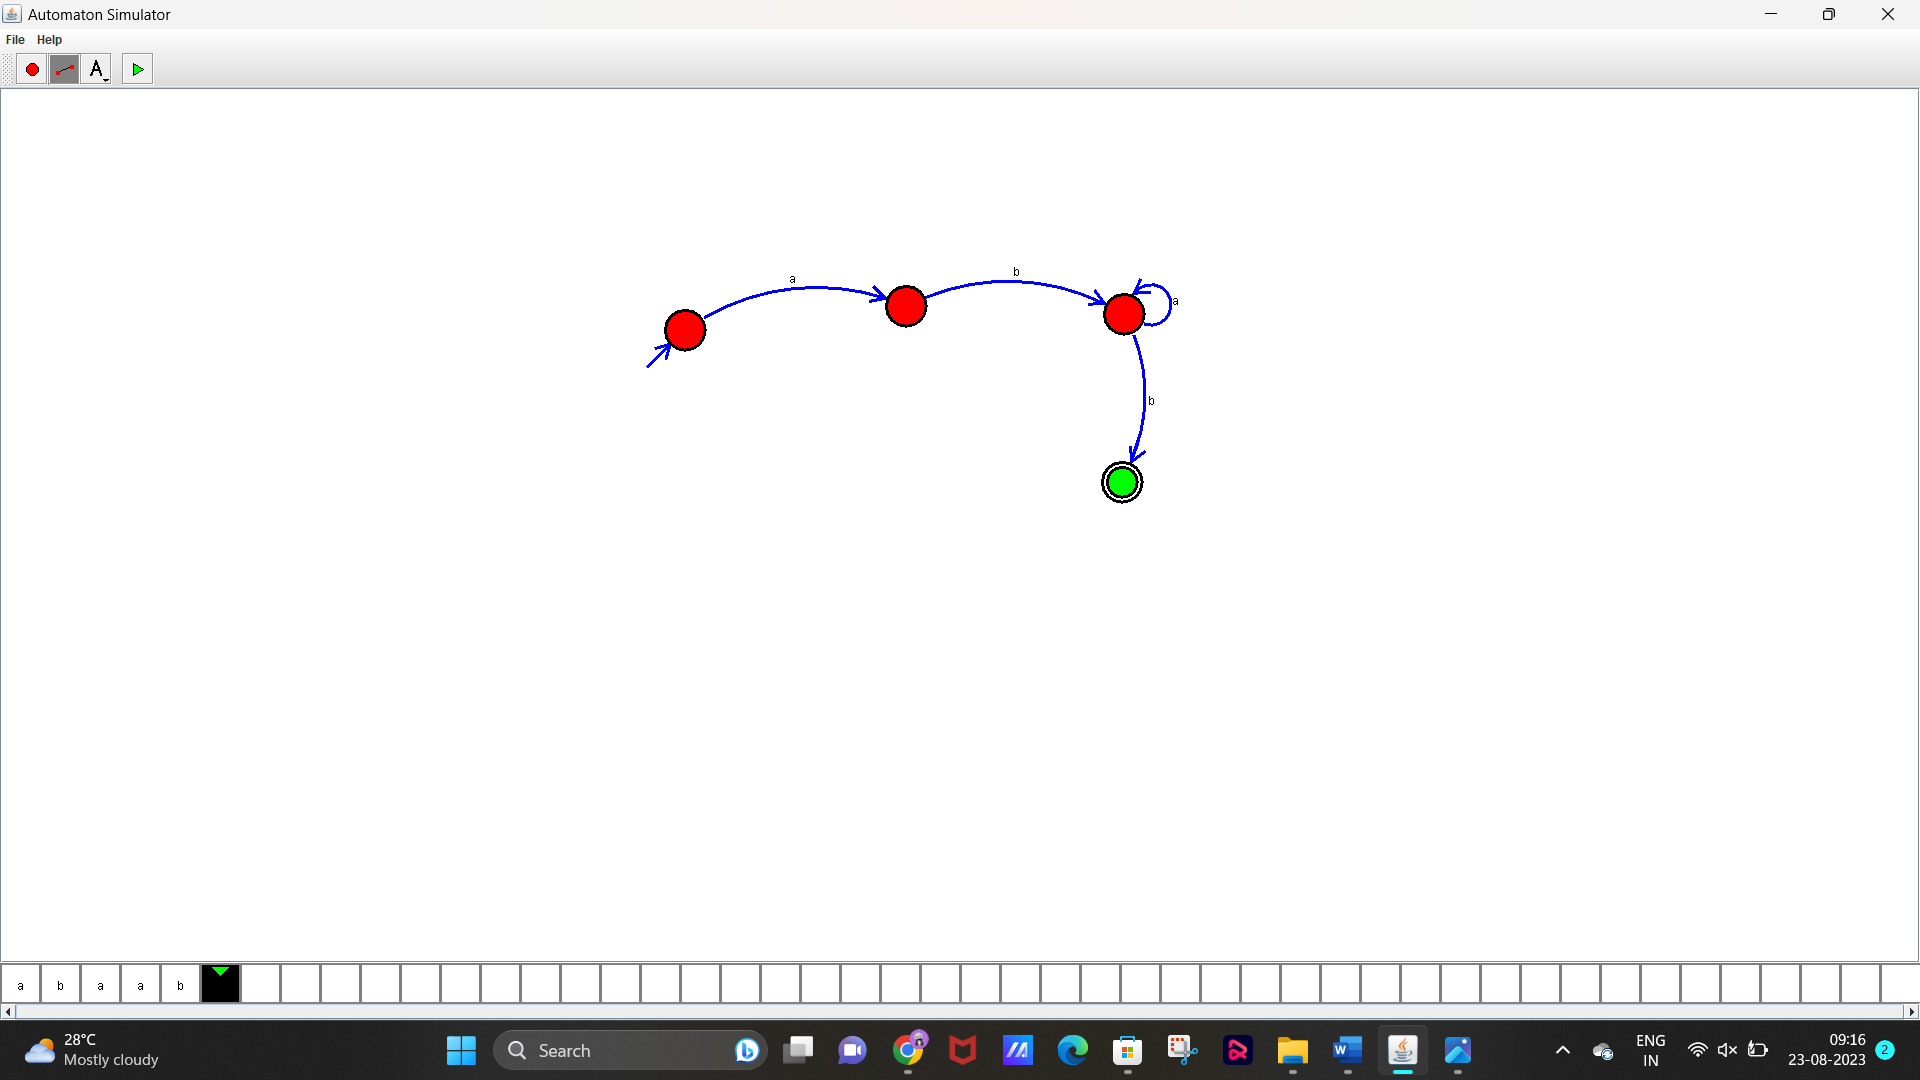 Automaton Simulator
File Help
A
a
b
a
b
a b a a b
28°C
Mostly cloudy
Search
ENG
IN
09:16
23-08-2023
2